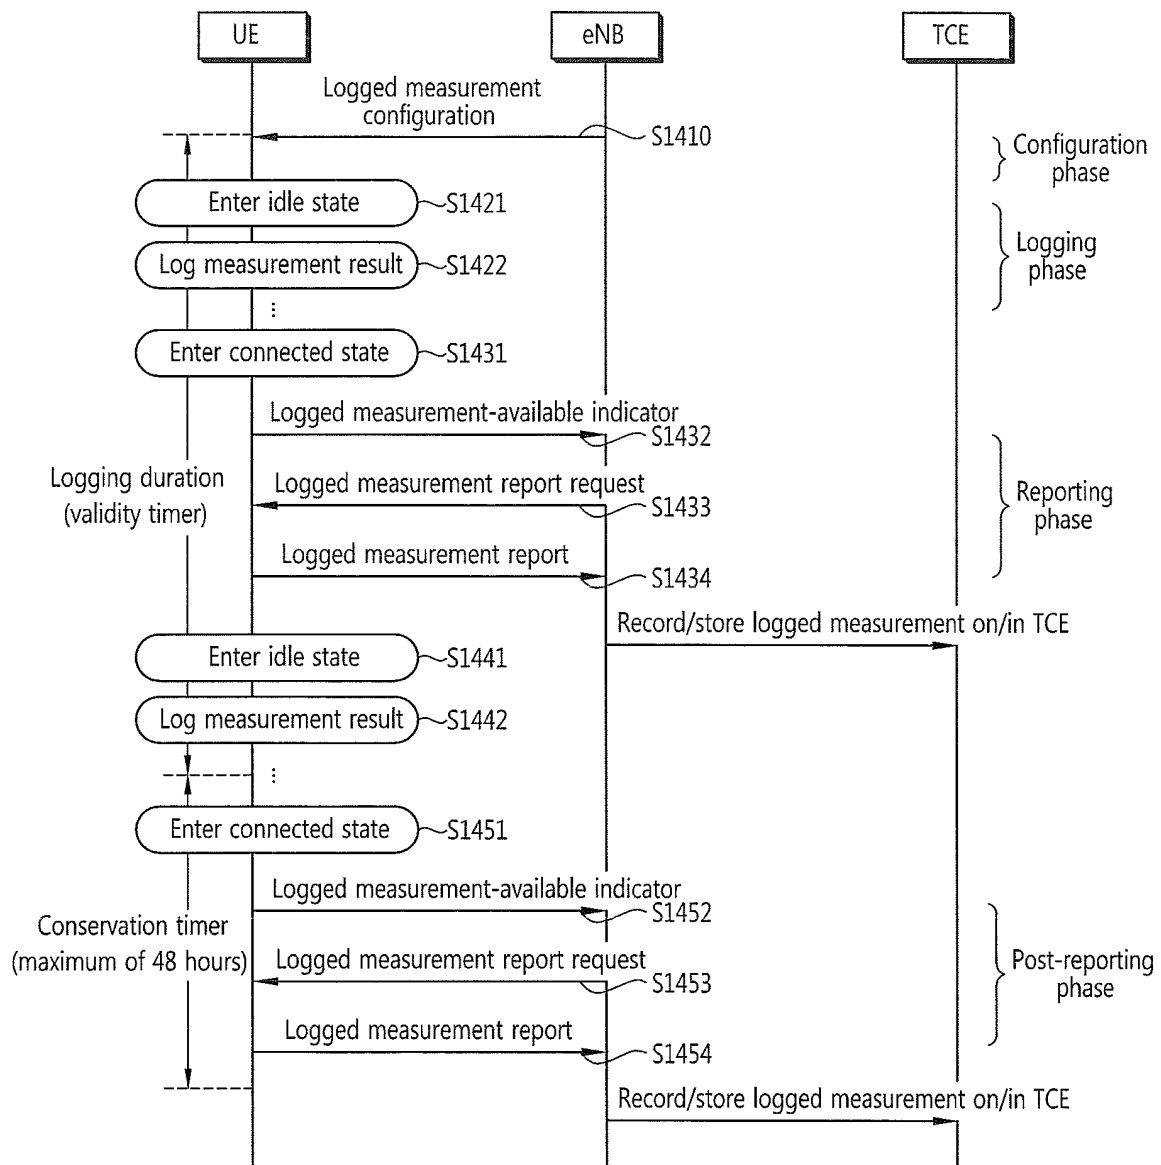 UE
eNB
TCE
Logged measurement
configuration
S1410
Configuration
phase
Enter idle state
S1421
Logging
phase
Log measurement result
S1422
⋮
Enter connected state
S1431
Logged measurement-available indicator
S1432
Logging duration
(validity timer)
Logged measurement report request
S1433
Reporting
phase
Logged measurement report
S1434
Record/store logged measurement on/in TCE
Enter idle state
S1441
Log measurement result
S1442
⋮
Enter connected state
S1451
Logged measurement-available indicator
S1452
Conservation timer
(maximum of 48 hours)
Logged measurement report request
S1453
Post-reporting
phase
Logged measurement report
S1454
Record/store logged measurement on/in TCE